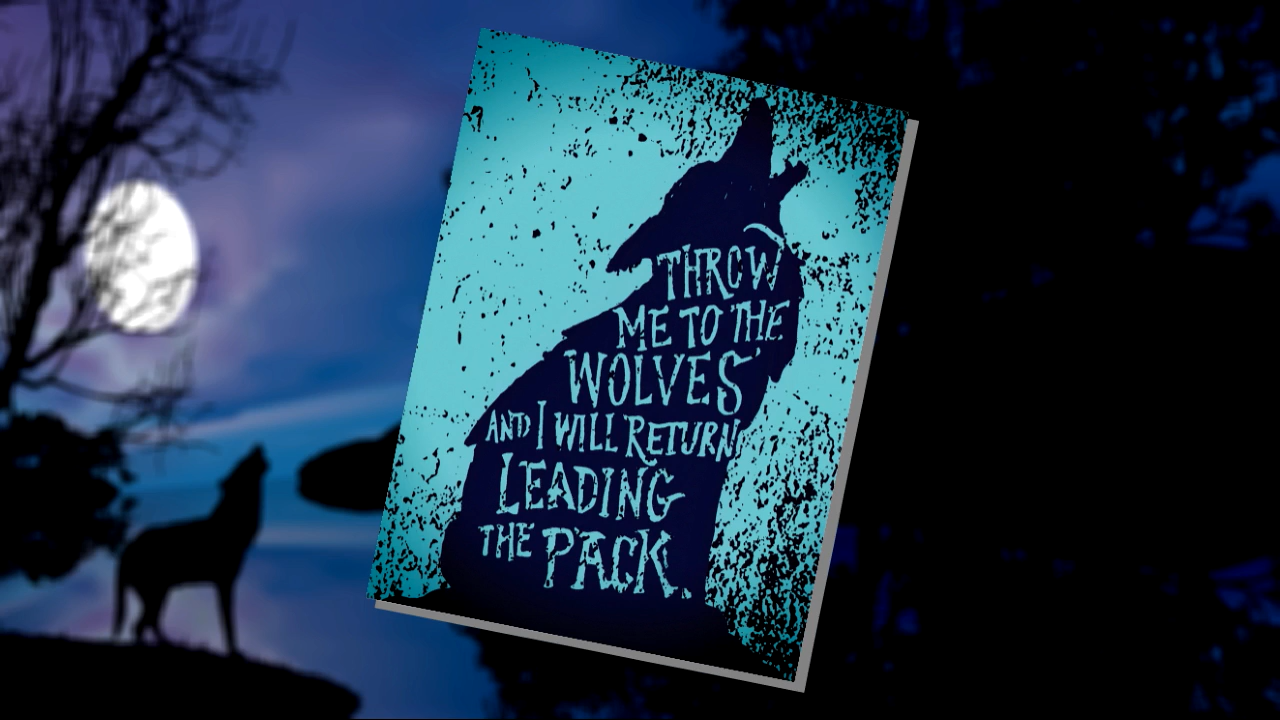 THROW
ME TO THE
WOLVES
AND I WILL RETURN
LEADING
THE PACK.